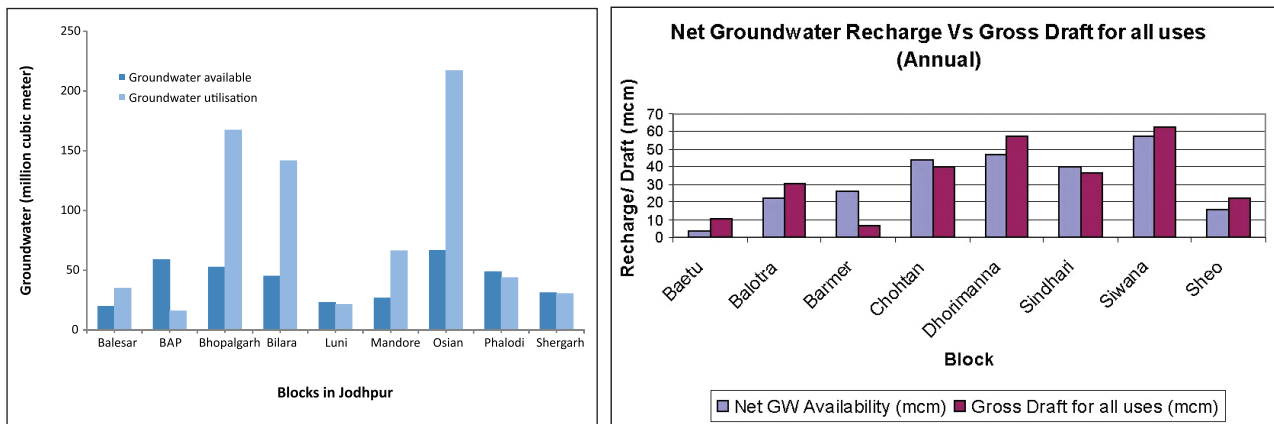 250
200
150
100
50
0
Groundwater (million cubic meter)
Groundwater available
Groundwater utilisation
Balesar BAP Bhopalgarh Bilara Luni Mandore Osian Phalodi Shergarh
Blocks in Jodhpur
Net Groundwater Recharge Vs Gross Draft for all uses
(Annual)
Recharge/ Draft (mcm)
70
60
50
40
30
20
10
0
Baetu
Balotra
Barmer
Chohtan
Dhorimanna
Sindhari
Siwana
Sheo
Block
Net GW Availability (mcm) Gross Draft for all uses (mcm)